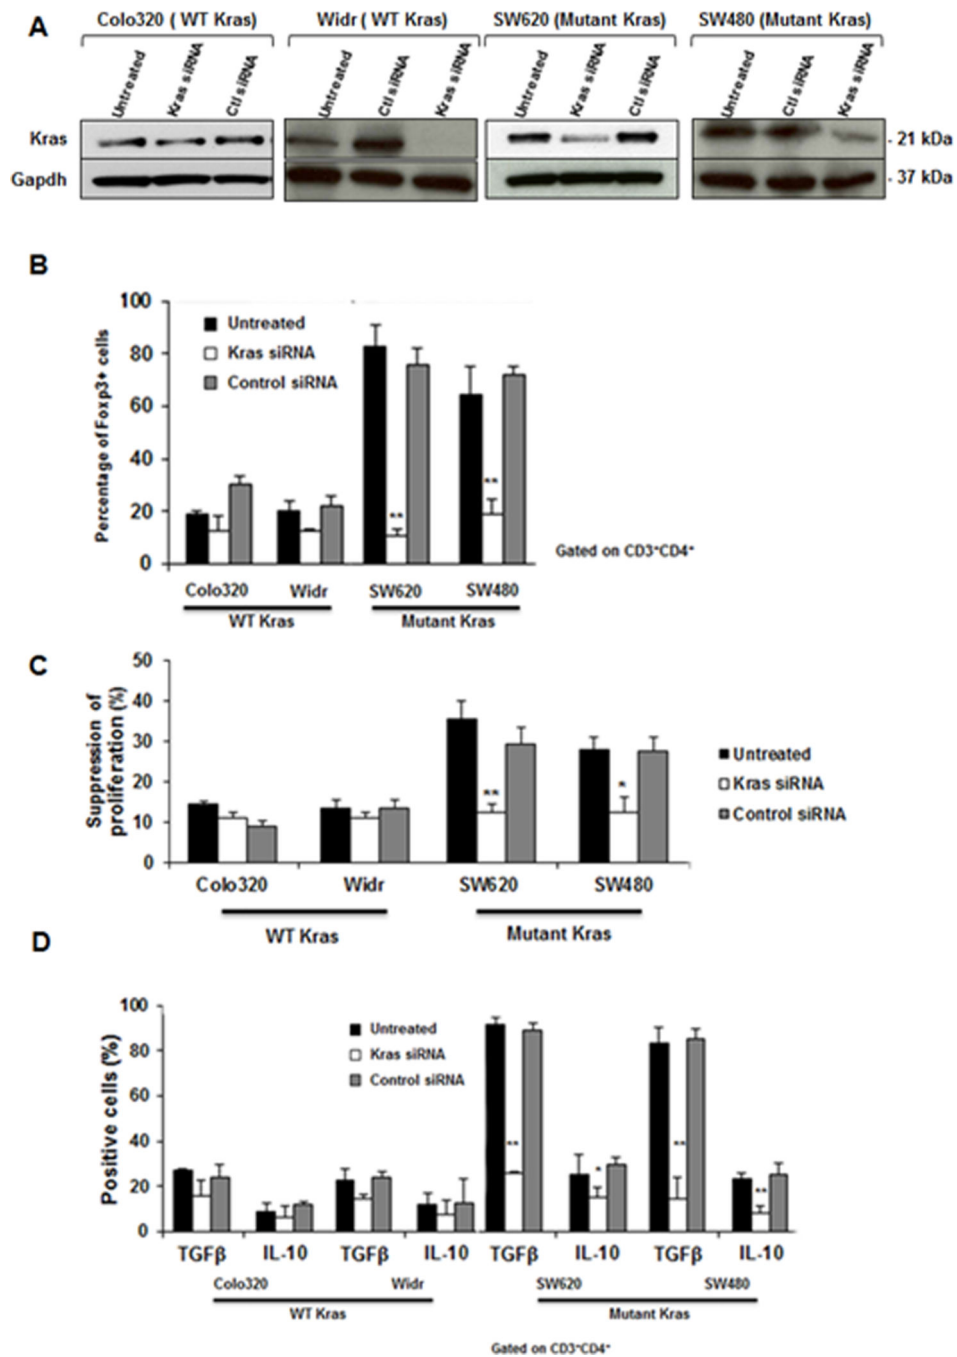 A
Colo320 ( WT Kras)
Widr ( WT Kras)
SW620 (Mutant Kras)
SW480 (Mutant Kras)
Untreated
Kras siRNA
Ctl siRNA
Untreated
Ctl siRNA
Kras siRNA
Untreated
Kras siRNA
Ctl siRNA
Untreated
Ctl siRNA
Kras siRNA
Kras
- 21 kDa
Gapdh
- 37 kDa
B
Percentage of Foxp3+ cells
100
80
60
40
20
0
Untreated
Kras siRNA
Control siRNA
**
**
Gated on CD3⁺CD4⁺
Colo320
Widr
SW620
SW480
WT Kras
Mutant Kras
C
Suppression of
proliferation (%)
50
40
30
20
10
0
**
*
Untreated
Kras siRNA
Control siRNA
Colo320
Widr
SW620
SW480
WT Kras
Mutant Kras
D
Positive cells (%)
100
80
60
40
20
0
Untreated
Kras siRNA
Control siRNA
**
*
**
**
TGFβ
IL-10
TGFβ
IL-10
TGFβ
IL-10
TGFβ
IL-10
Colo320
Widr
SW620
SW480
WT Kras
Mutant Kras
Gated on CD3⁺CD4⁺